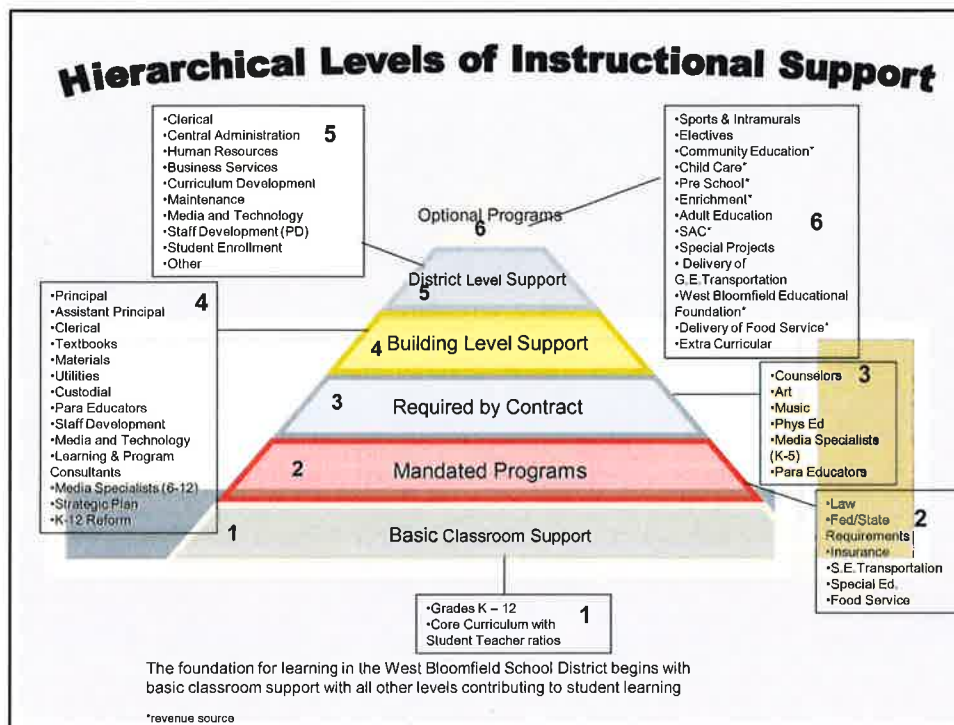 Hierarchical Levels of Instructional Support
•Clerical
•Central Administration
•Human Resources
•Business Services
•Curriculum Development
•Maintenance
•Media and Technology
•Staff Development (PD)
•Student Enrollment
•Other
5
•Sports & Intramurals
•Electives
•Community Education*
•Child Care*
•Pre School*
•Enrichment*
•Adult Education
•SAC*
•Special Projects
• Delivery of
G.E.Transportation
•West Bloomfield Educational
Foundation*
•Delivery of Food Service*
•Extra Curricular
6
Optional Programs
6
District Level Support
5
•Principal
•Assistant Principal
•Clerical
•Textbooks
•Materials
•Utilities
•Custodial
•Para Educators
•Staff Development
•Media and Technology
•Learning & Program
Consultants
•Media Specialists (6-12)
•Strategic Plan
•K-12 Reform
4
4 Building Level Support
3 Required by Contract
•Counselors
•Art
•Music
•Phys Ed
•Media Specialists
(K-5)
•Para Educators
3
2 Mandated Programs
•Law
•Fed/State
Requirements
•Insurance
•S.E.Transportation
•Special Ed.
•Food Service
2
1 Basic Classroom Support
•Grades K – 12
•Core Curriculum with
Student Teacher ratios
1
The foundation for learning in the West Bloomfield School District begins with
basic classroom support with all other levels contributing to student learning
*revenue source